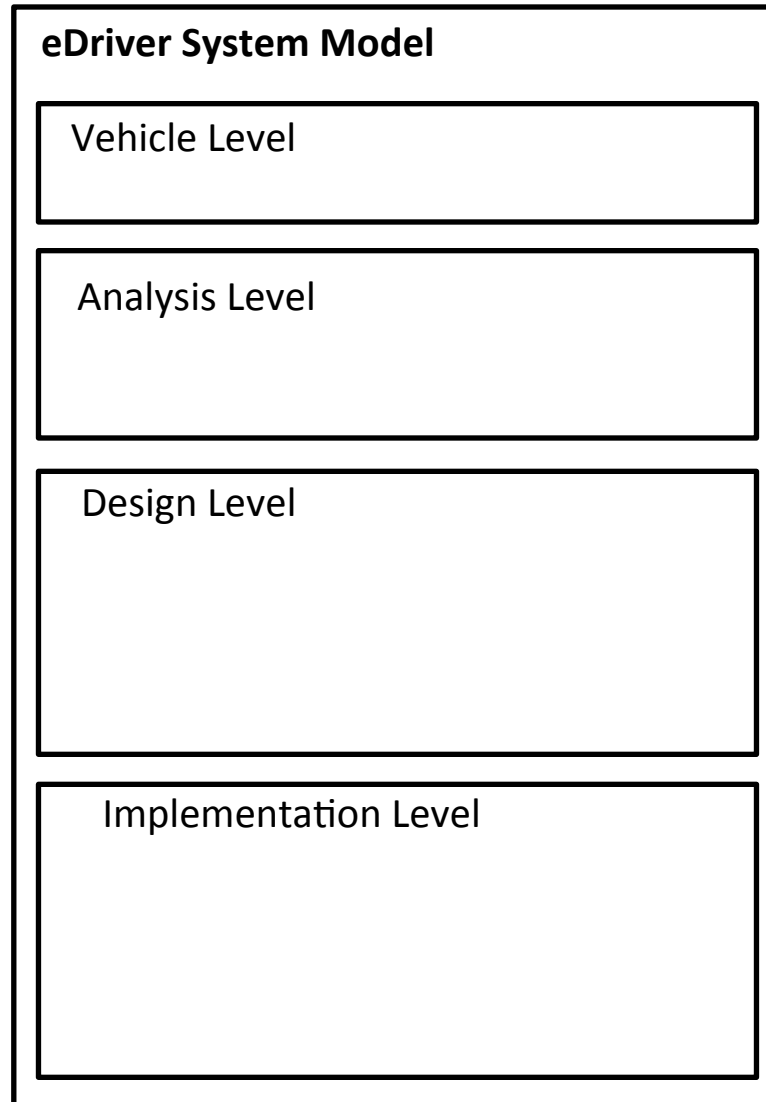 eDriver System Model
Vehicle Level
Analysis Level
Design Level
Implementation Level